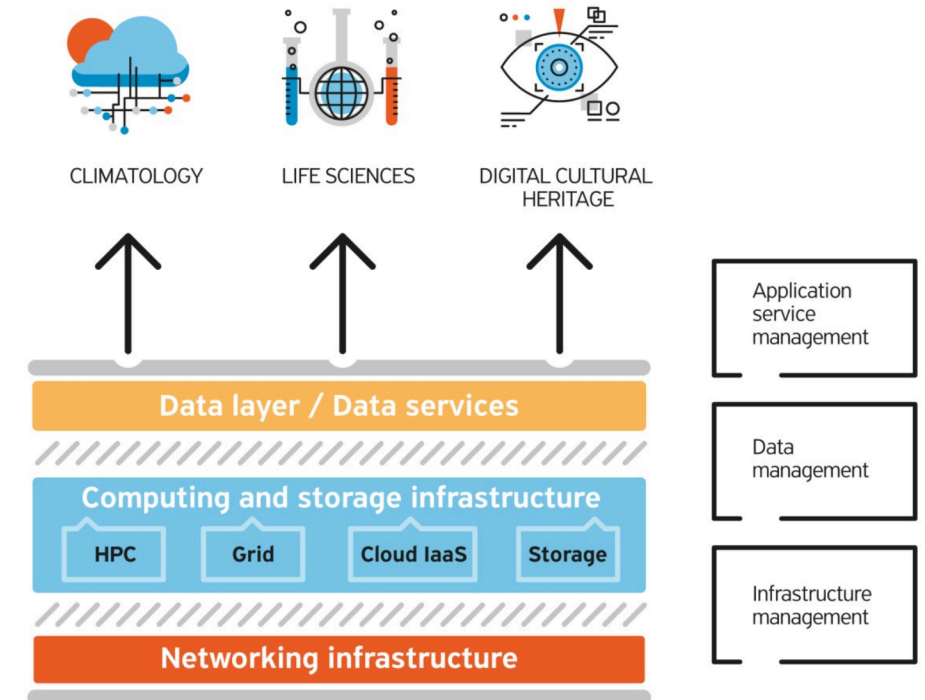 CLIMATOLOGY
LIFE SCIENCES
DIGITAL CULTURAL
HERITAGE
Application
service
management
Data layer / Data services
Data
management
Computing and storage infrastructure
HPC
Grid
Cloud IaaS
Storage
Infrastructure
management
Networking infrastructure